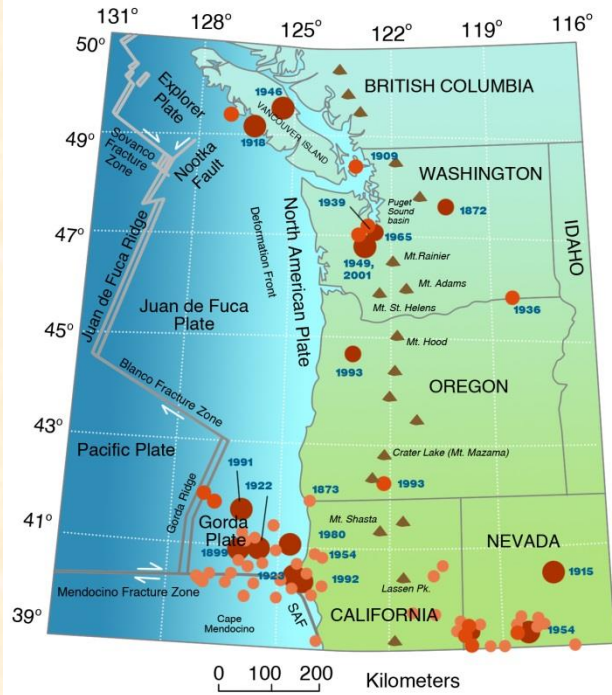 131°
128°
125°
122°
119°
116°
50°
49°
47°
45°
43°
41°
39°
Explorer
Plate
1946
VANCOUVER ISLAND
1918
BRITISH COLUMBIA
Sovanco
Fracture
Zone
Nootka
Fault
1909
WASHINGTON
1939
Puget
Sound
basin
1872
1965
1949,
2001
IDAHO
Juan de Fuca Ridge
Deformation Front
North American Plate
Mt.Rainier
Mt. Adams
Mt. St. Helens
1936
Juan de Fuca
Plate
Mt. Hood
1993
OREGON
Blanco Fracture Zone
Pacific Plate
Crater Lake (Mt. Mazama)
1991
1922
1873
1993
Gorda Ridge
Gorda
Plate
Mt. Shasta
1980
NEVADA
1899
1954
1923
1992
1915
Lassen Pk.
Mendocino Fracture Zone
Cape
Mendocino
SAF
CALIFORNIA
1954
0 100 200
Kilometers